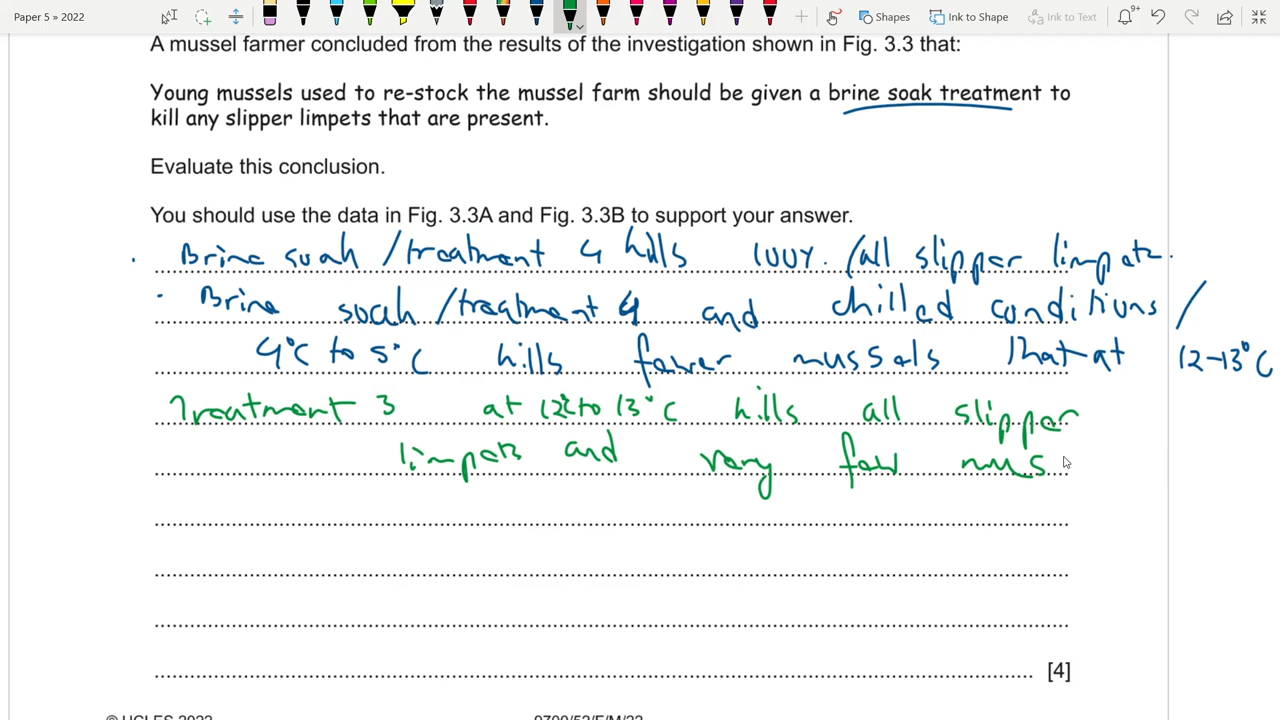 Paper 5 » 2022
Shapes
Ink to Shape
Ink to Text
9+
A mussel farmer concluded from the results of the investigation shown in Fig. 3.3 that:
Young mussels used to re-stock the mussel farm should be given a brine soak treatment to
kill any slipper limpets that are present.
Evaluate this conclusion.
You should use the data in Fig. 3.3A and Fig. 3.3B to support your answer.
. Brine soak /treatment 4 kills 100%. /all slipper limpets.
. Brine soak /treatment 4 and chilled conditions /
4°C to 5°C kills fewer mussels that at 12-13°C
Treatment 3 at 12°C to 13°C kills all slipper
limpets and very few mus
[4]
© UCLES 2022
9700/52/F/M/22